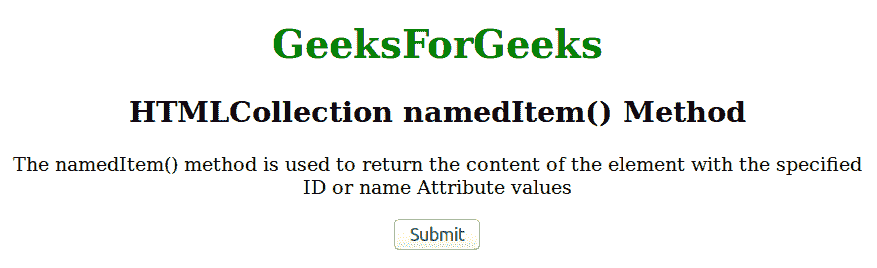 GeeksForGeeks
HTMLCollection namedItem() Method
The namedItem() method is used to return the content of the element with the specified
ID or name Attribute values
Submit